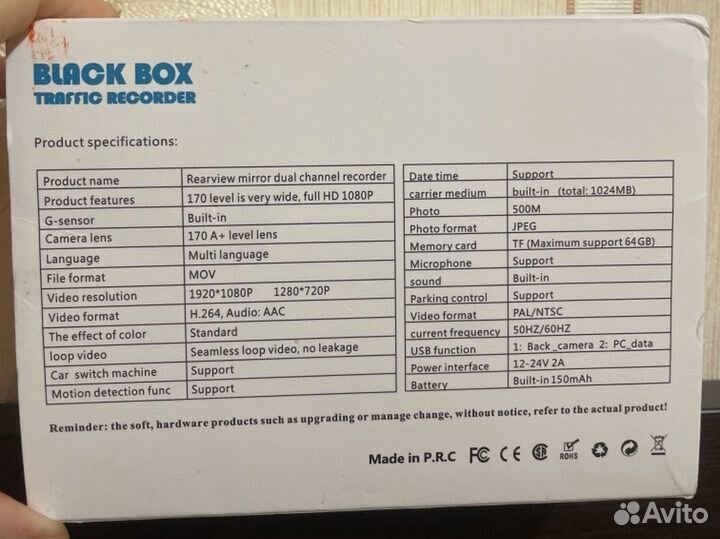 BLACK BOX
TRAFFIC RECORDER
Product specifications:
Product name Rearview mirror dual channel recorder
Product features 170 level is very wide, full HD 1080P
G-sensor Built-in
Camera lens 170 A+ level lens
Language Multi language
File format MOV
Video resolution 1920*1080P 1280*720P
Video format H.264, Audio: AAC
The effect of color Standard
loop video Seamless loop video, no leakage
Car switch machine Support
Motion detection func Support
Date time Support
carrier medium built-in (total: 1024MB)
Photo 500M
Photo format JPEG
Memory card TF (Maximum support 64GB)
Microphone Support
sound Built-in
Parking control Support
Video format PAL/NTSC
current frequency 50HZ/60HZ
USB function 1: Back_camera 2: PC_data
Power interface 12-24V 2A
Battery Built-in 150mAh
Reminder: the soft, hardware products such as upgrading or manage change, without notice, refer to the actual product!
Made in P.R.C FC CE ROHS
Avito